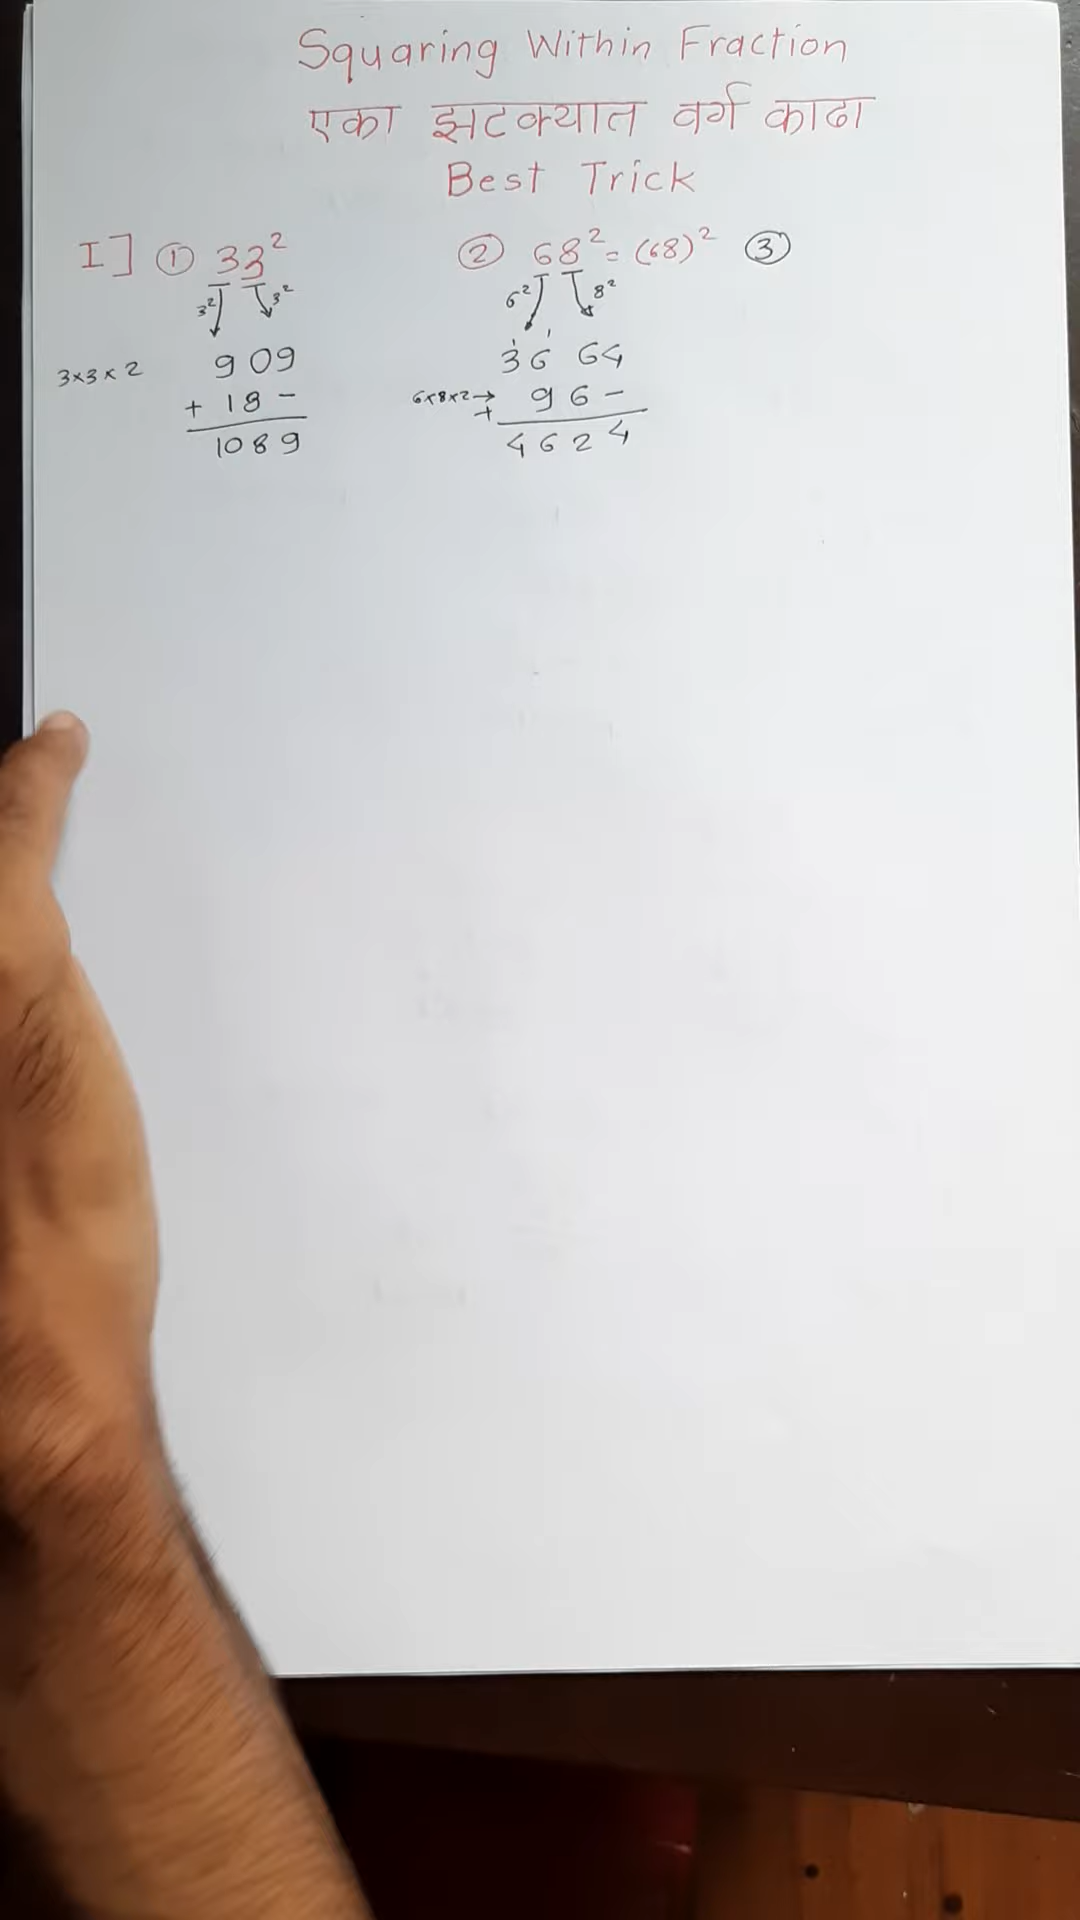 Squaring Within Fraction
एका झटक्यात वर्ग काढा
Best Trick
I] ① 33² ② 68² = (68)² ③
3² 3² 6² 8²
3×3×2 909 36 64
+ 18 - 6×8×2→ + 96 -
1089 4624